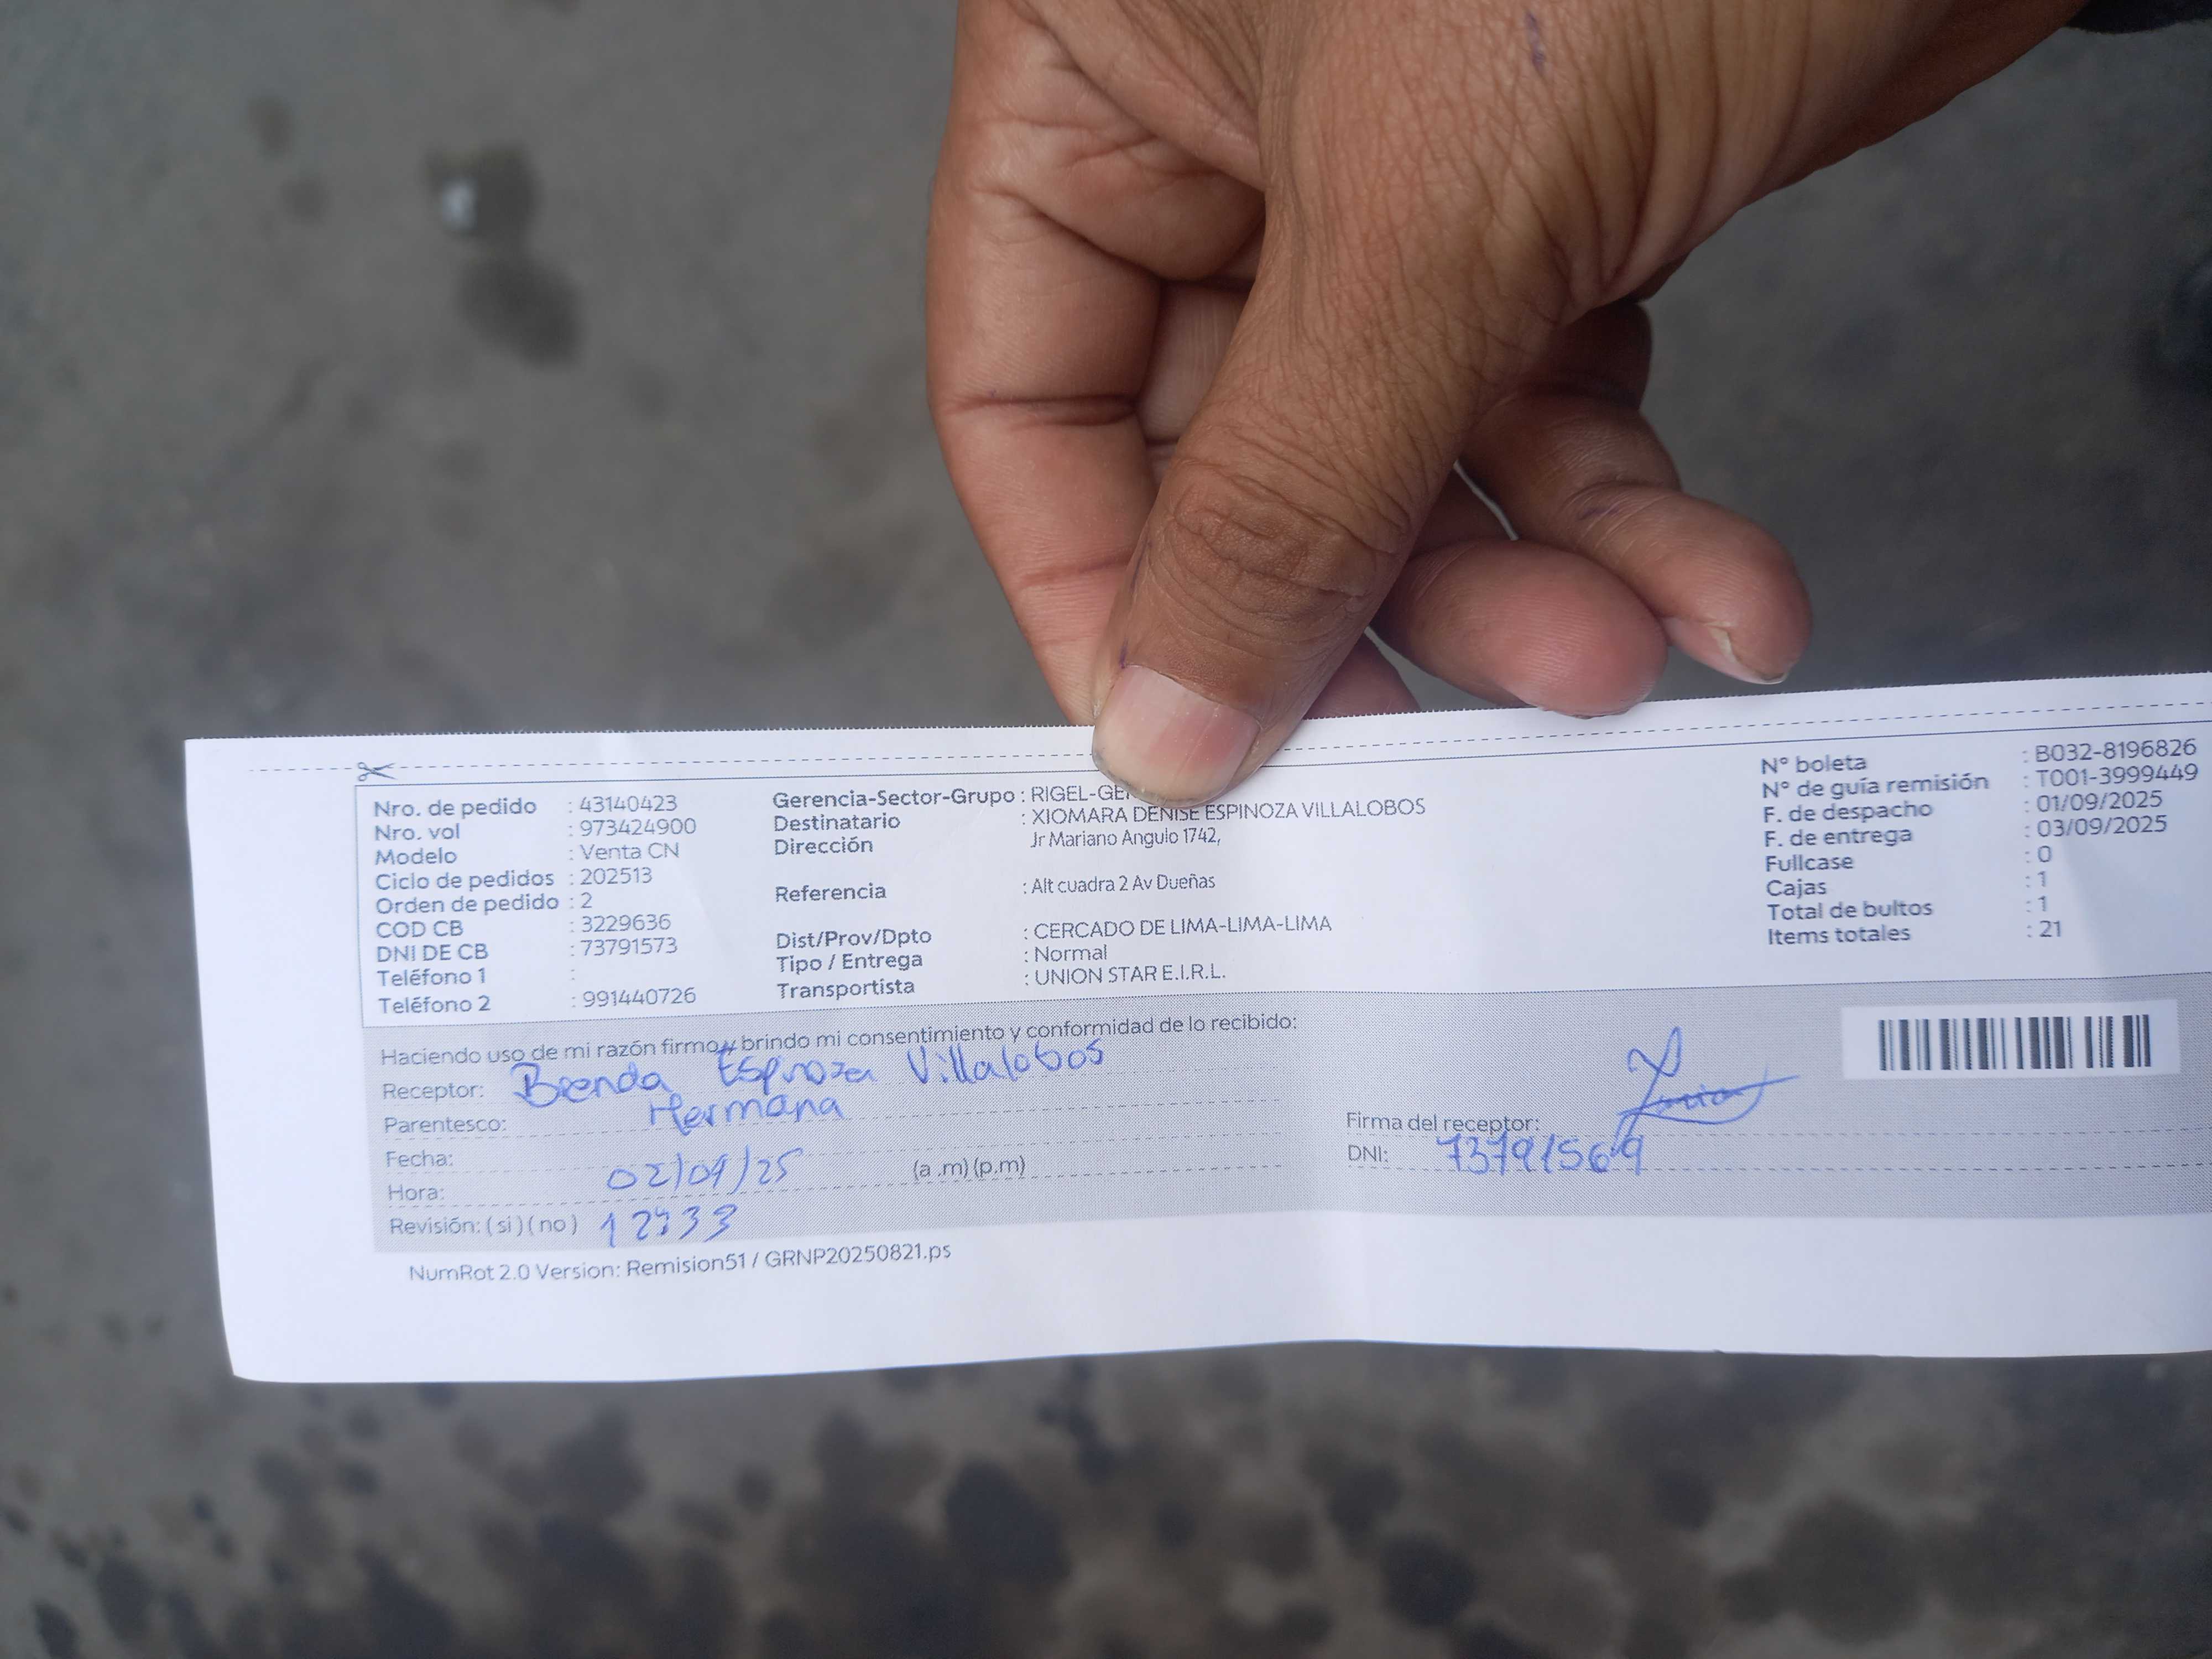 Nro. de pedido : 43140423
Nro. vol : 973424900
Modelo : Venta CN
Ciclo de pedidos : 202513
Orden de pedido : 2
COD CB : 3229636
DNI DE CB : 73791573
Teléfono 1 :
Teléfono 2 : 991440726
Gerencia-Sector-Grupo : RIGEL-GE
Destinatario : XIOMARA DENISE ESPINOZA VILLALOBOS
Dirección Jr Mariano Angulo 1742,
Referencia : Alt cuadra 2 Av Dueñas
Dist/Prov/Dpto : CERCADO DE LIMA-LIMA-LIMA
Tipo / Entrega : Normal
Transportista : UNION STAR E.I.R.L.
N° boleta : B032-8196826
N° de guía remisión : T001-3999449
F. de despacho : 01/09/2025
F. de entrega : 03/09/2025
Fullcase : 0
Cajas : 1
Total de bultos : 1
Items totales : 21
Haciendo uso de mi razón firmo y brindo mi consentimiento y conformidad de lo recibido:
Receptor: Brenda Espinoza Villalobos
Parentesco: Hermana
Fecha: 02/09/25
Hora: (a .m) (p.m)
Revisión: ( si ) ( no ) 12:33
Firma del receptor:
DNI: 73791569
NumRot 2.0 Version: Remision51 / GRNP20250821.ps